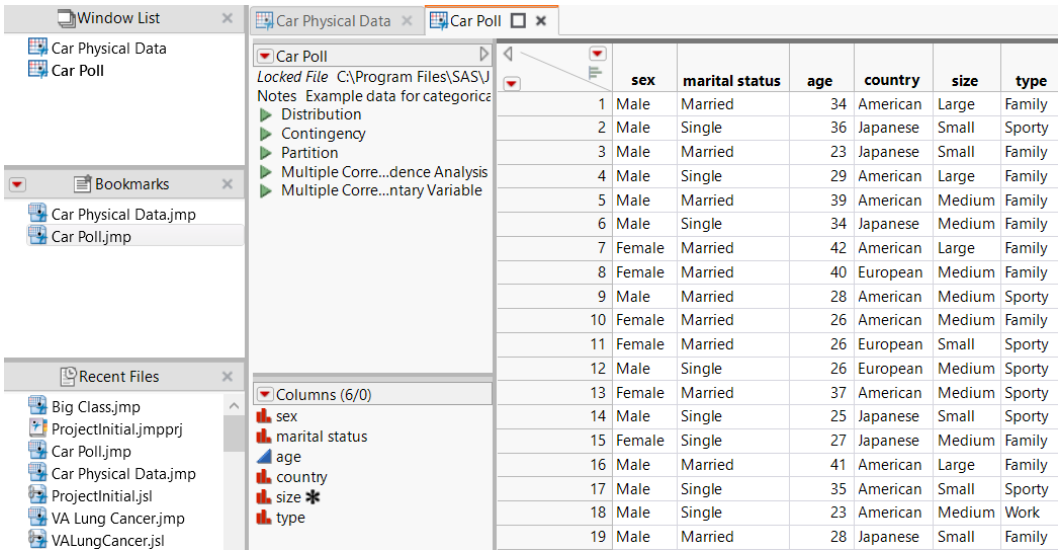 Window List
Car Physical Data
Car Poll
Bookmarks
Car Physical Data.jmp
Car Poll.jmp
Recent Files
Big Class.jmp
ProjectInitial.jmpprj
Car Poll.jmp
Car Physical Data.jmp
ProjectInitial.jsl
VA Lung Cancer.jmp
VALungCancer.jsl
Car Physical Data
Car Poll
Car Poll
Locked File C:\Program Files\SAS\J
Notes Example data for categorica
Distribution
Contingency
Partition
Multiple Corre...dence Analysis
Multiple Corre...ntary Variable
Columns (6/0)
sex
marital status
age
country
size ✱
type
sex marital status age country size type
1 Male Married 34 American Large Family
2 Male Single 36 Japanese Small Sporty
3 Male Married 23 Japanese Small Family
4 Male Single 29 American Large Family
5 Male Married 39 American Medium Family
6 Male Single 34 Japanese Medium Family
7 Female Married 42 American Large Family
8 Female Married 40 European Medium Family
9 Male Married 28 American Medium Sporty
10 Female Married 26 American Medium Family
11 Female Married 26 European Small Sporty
12 Male Single 26 European Medium Sporty
13 Female Married 37 American Medium Sporty
14 Male Single 25 Japanese Small Sporty
15 Female Single 27 Japanese Medium Family
16 Male Married 41 American Large Family
17 Male Single 35 American Small Sporty
18 Male Single 23 American Medium Work
19 Male Married 28 Japanese Small Family